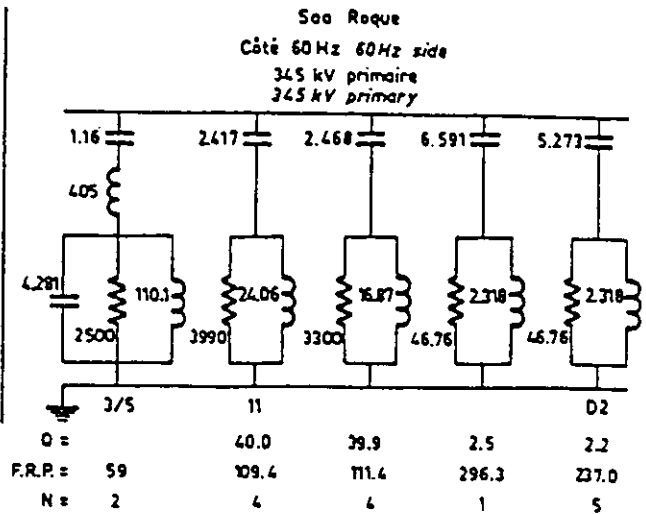 Sao Roque
Côté 60 Hz 60Hz side
345 kV primaire
345 kV primary
1.16 2.417 2.468 6.591 5.273
405
4.281 110.1 24.06 16.87 2.318 2.318
2500 3990 3300 46.76 46.76
3/5 11 D2
Q = 40.0 39.9 2.5 2.2
F.R.P. = 59 109.4 111.4 296.3 237.0
N = 2 4 4 1 5